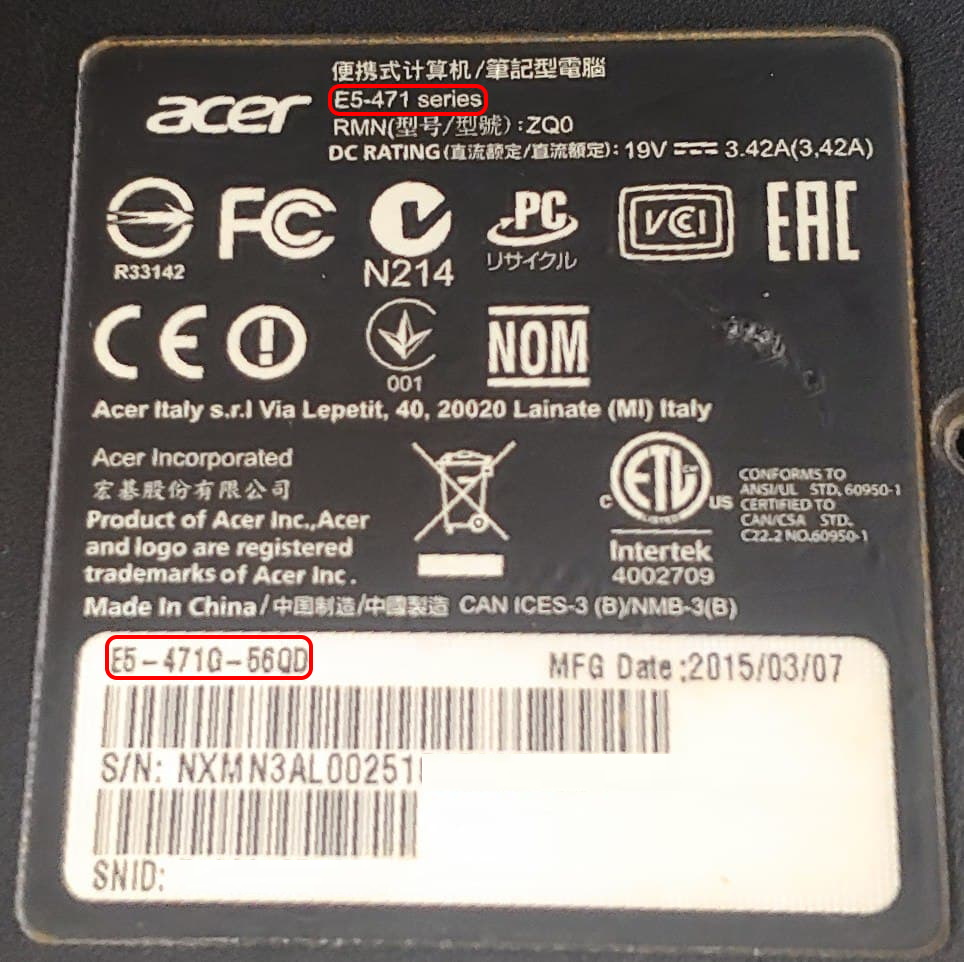 便携式计算机/筆記型電腦
acer
E5-471 series
RMN(型号/型號):ZQ0
DC RATING(直流额定/直流額定): 19V 3.42A(3,42A)
R33142
FC
N214
PC
リサイクル
VCCI
EAC
CE
001
NOM
Acer Italy s.r.l Via Lepetit, 40, 20020 Lainate (MI) Italy
Acer Incorporated
宏碁股份有限公司
Product of Acer Inc.,Acer
and logo are registered
trademarks of Acer Inc.
C ETL CM US
LISTED
Intertek
4002709
CONFORMS TO
ANSI/UL STD. 60950-1
CERTIFIED TO
CAN/CSA STD.
C22.2 NO.60950-1
Made In China/中国制造/中國製造 CAN ICES-3 (B)/NMB-3(B)
E5-471G-56QD
MFG Date :2015/03/07
S/N: NXMN3AL00251
SNID: